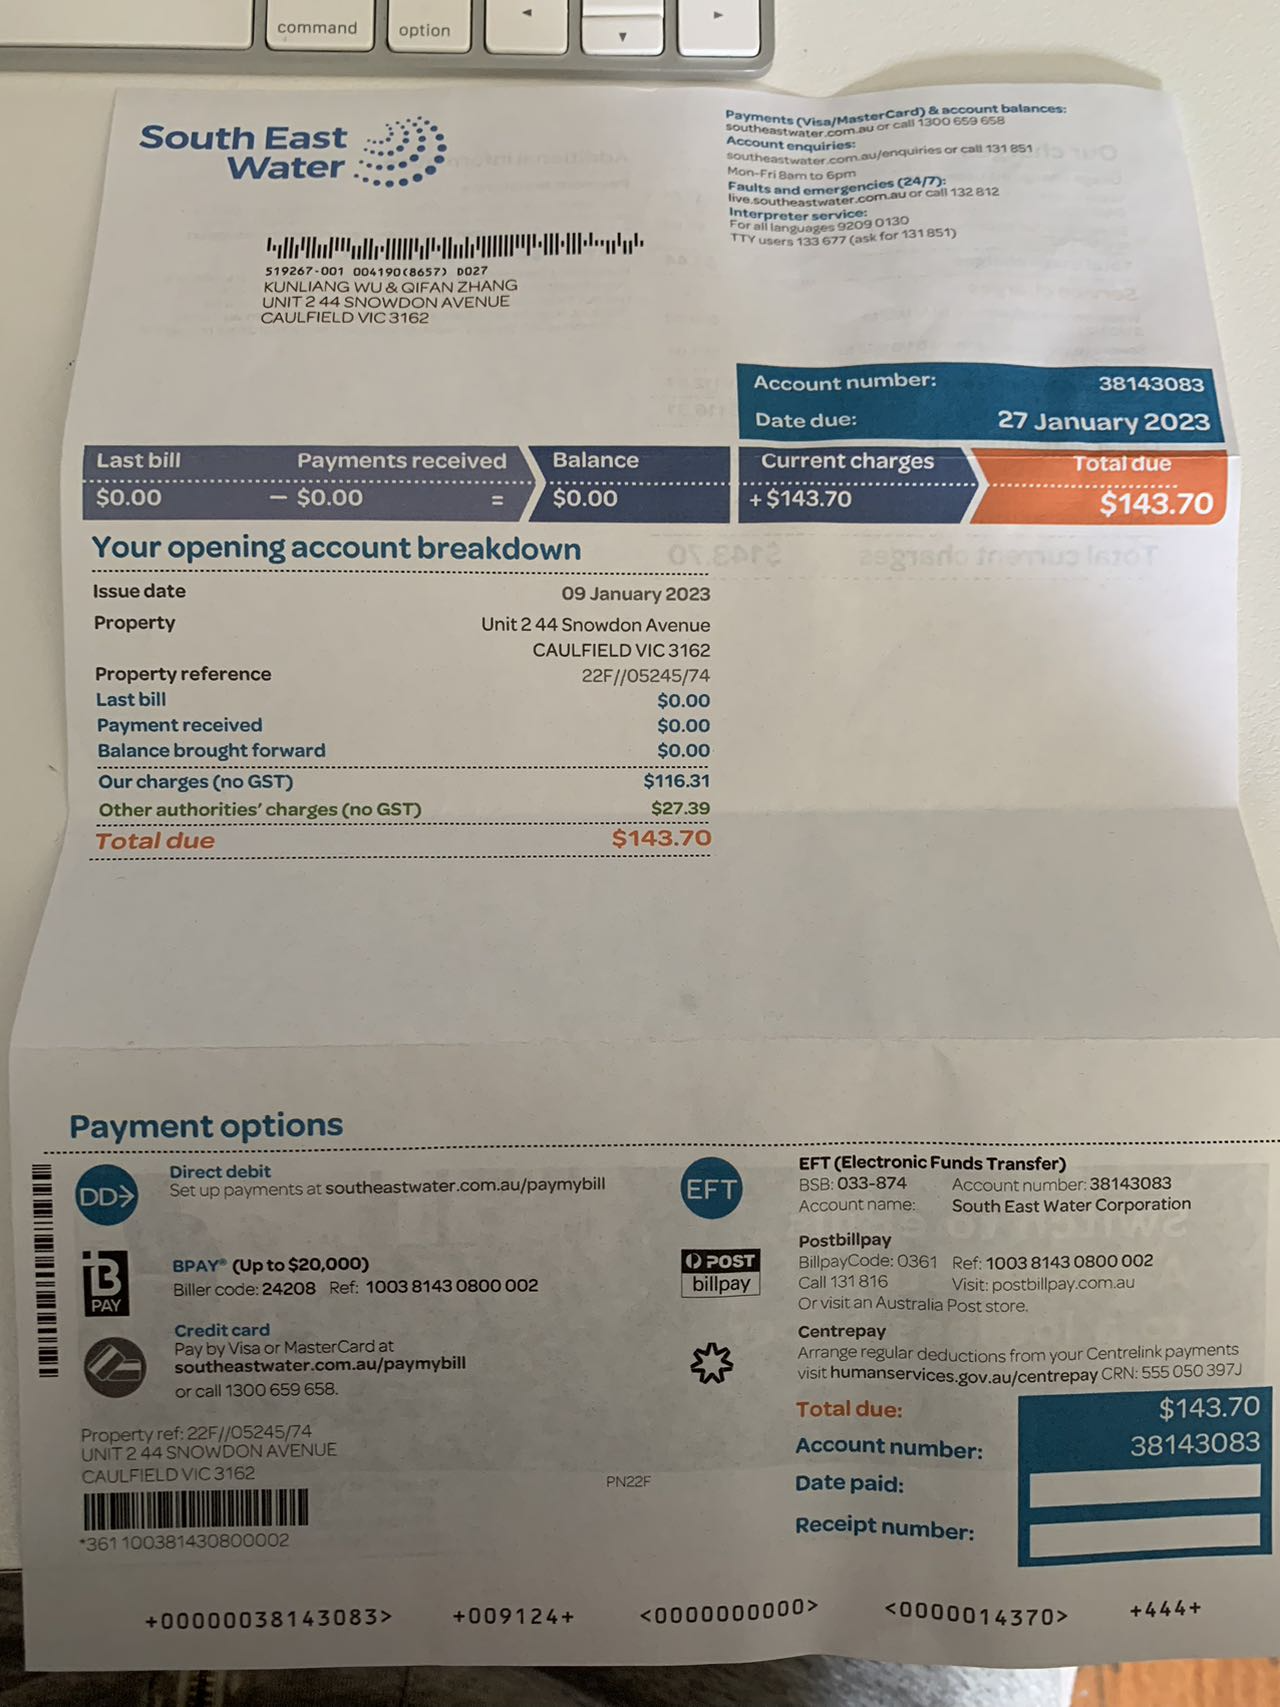 command
option
South East
Water
Payments (Visa/MasterCard) & account balances:
southeastwater.com.au or call 1300 659 658
Account enquiries:
southeastwater.com.au/enquiries or call 131 851
Mon-Fri 8am to 6pm
Faults and emergencies (24/7):
live.southeastwater.com.au or call 132 812
Interpreter service:
For all languages 9209 0130
TTY users 133 677 (ask for 131 851)
519267-001 004190(8657) D027
KUNLIANG WU & QIFAN ZHANG
UNIT 2 44 SNOWDON AVENUE
CAULFIELD VIC 3162
Account number: 38143083
Date due: 27 January 2023
Last bill Payments received Balance Current charges Total due
$0.00 – $0.00 = $0.00 + $143.70 $143.70
Your opening account breakdown
Issue date 09 January 2023
Property Unit 2 44 Snowdon Avenue
CAULFIELD VIC 3162
Property reference 22F//05245/74
Last bill $0.00
Payment received $0.00
Balance brought forward $0.00
Our charges (no GST) $116.31
Other authorities' charges (no GST) $27.39
Total due $143.70
Payment options
DD
Direct debit
Set up payments at southeastwater.com.au/paymybill
B
PAY
BPAY® (Up to $20,000)
Biller code: 24208 Ref: 1003 8143 0800 002
Credit card
Pay by Visa or MasterCard at
southeastwater.com.au/paymybill
or call 1300 659 658.
Property ref: 22F//05245/74
UNIT 2 44 SNOWDON AVENUE
CAULFIELD VIC 3162
*361 100381430800002
PN22F
EFT
EFT (Electronic Funds Transfer)
BSB: 033-874 Account number: 38143083
Account name: South East Water Corporation
POST
billpay
Postbillpay
BillpayCode: 0361 Ref: 1003 8143 0800 002
Call 131 816 Visit: postbillpay.com.au
Or visit an Australia Post store.
Centrepay
Arrange regular deductions from your Centrelink payments
visit humanservices.gov.au/centrepay CRN: 555 050 397J
Total due: $143.70
Account number: 38143083
Date paid:
Receipt number:
+00000038143083> +009124+ <0000000000> <0000014370> +444+